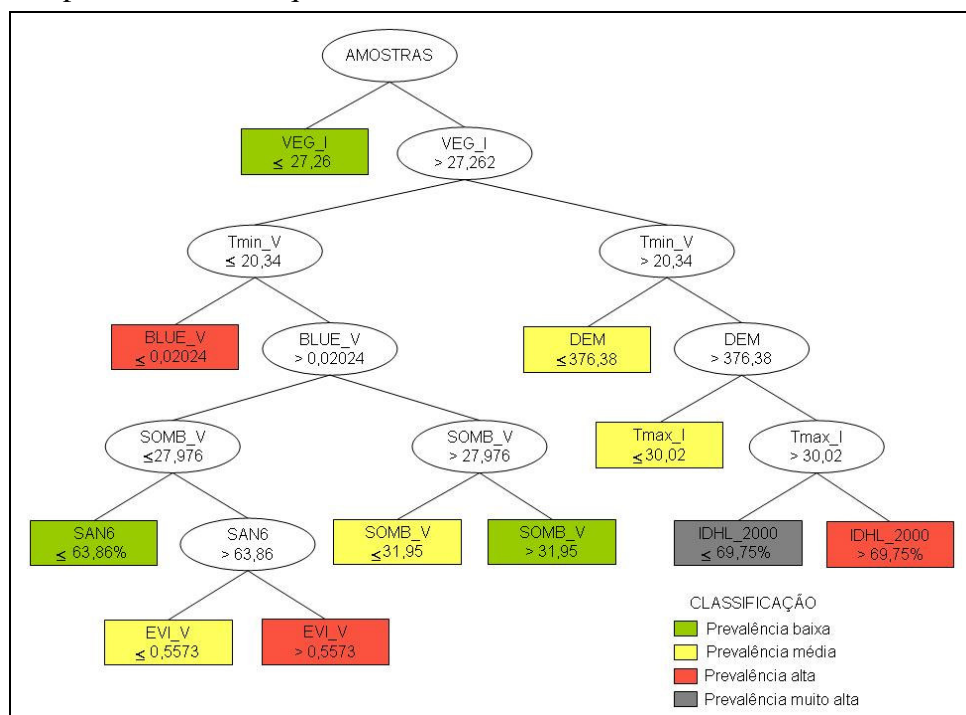 AMOSTRAS
VEG_I
≤ 27,26
VEG_I
> 27,262
Tmin_V
≤ 20,34
Tmin_V
> 20,34
BLUE_V
≤ 0,02024
BLUE_V
> 0,02024
DEM
≤376,38
DEM
> 376,38
SOMB_V
≤27,976
SOMB_V
> 27,976
Tmax_I
≤30,02
Tmax_I
> 30,02
SAN6
≤ 63,86%
SAN6
> 63,86
SOMB_V
≤31,95
SOMB_V
> 31,95
IDHL_2000
≤ 69,75%
IDHL_2000
> 69,75%
EVI_V
≤ 0,5573
EVI_V
> 0,5573
CLASSIFICAÇÃO
Prevalência baixa
Prevalência média
Prevalência alta
Prevalência muito alta